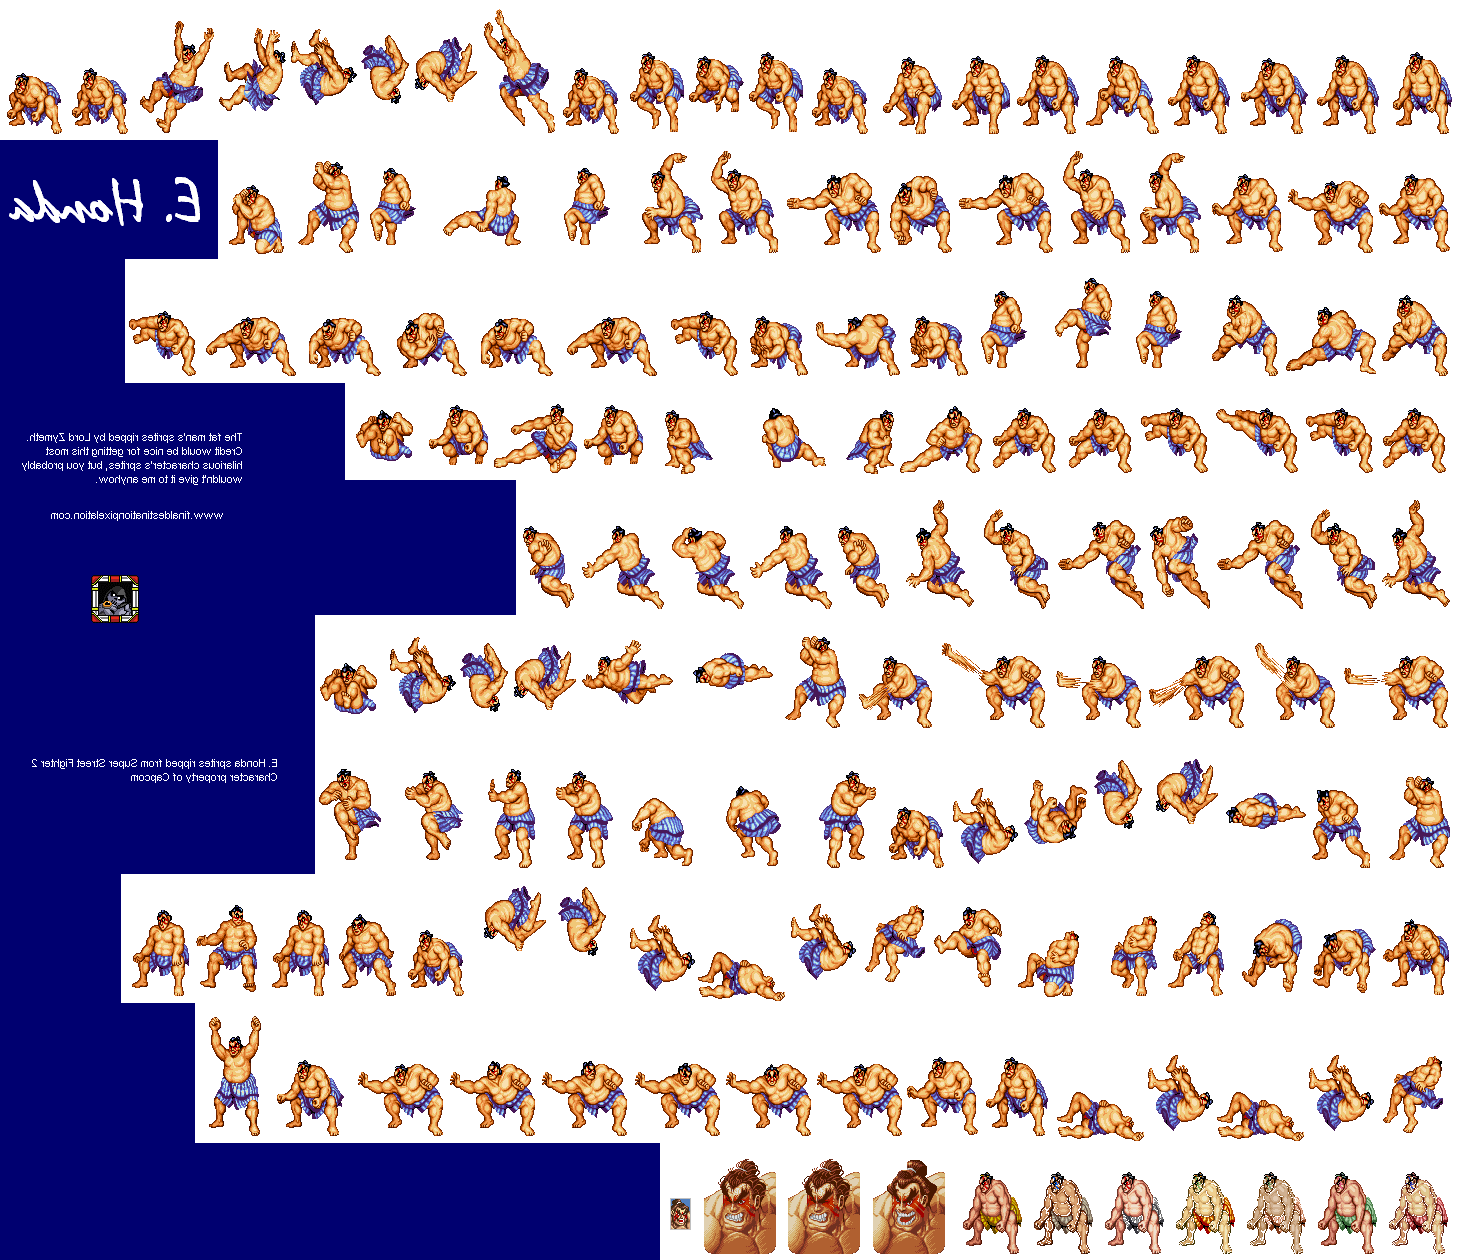 E. Honda
The fat man's sprites ripped by Lord Zymeth.
Credit would be nice for getting this most
hilarious character's sprites, but you probably
wouldn't give it to me anyhow.
www.finaldestinationpixelation.com
E. Honda sprites ripped from Super Street Fighter 2
Character property of Capcom